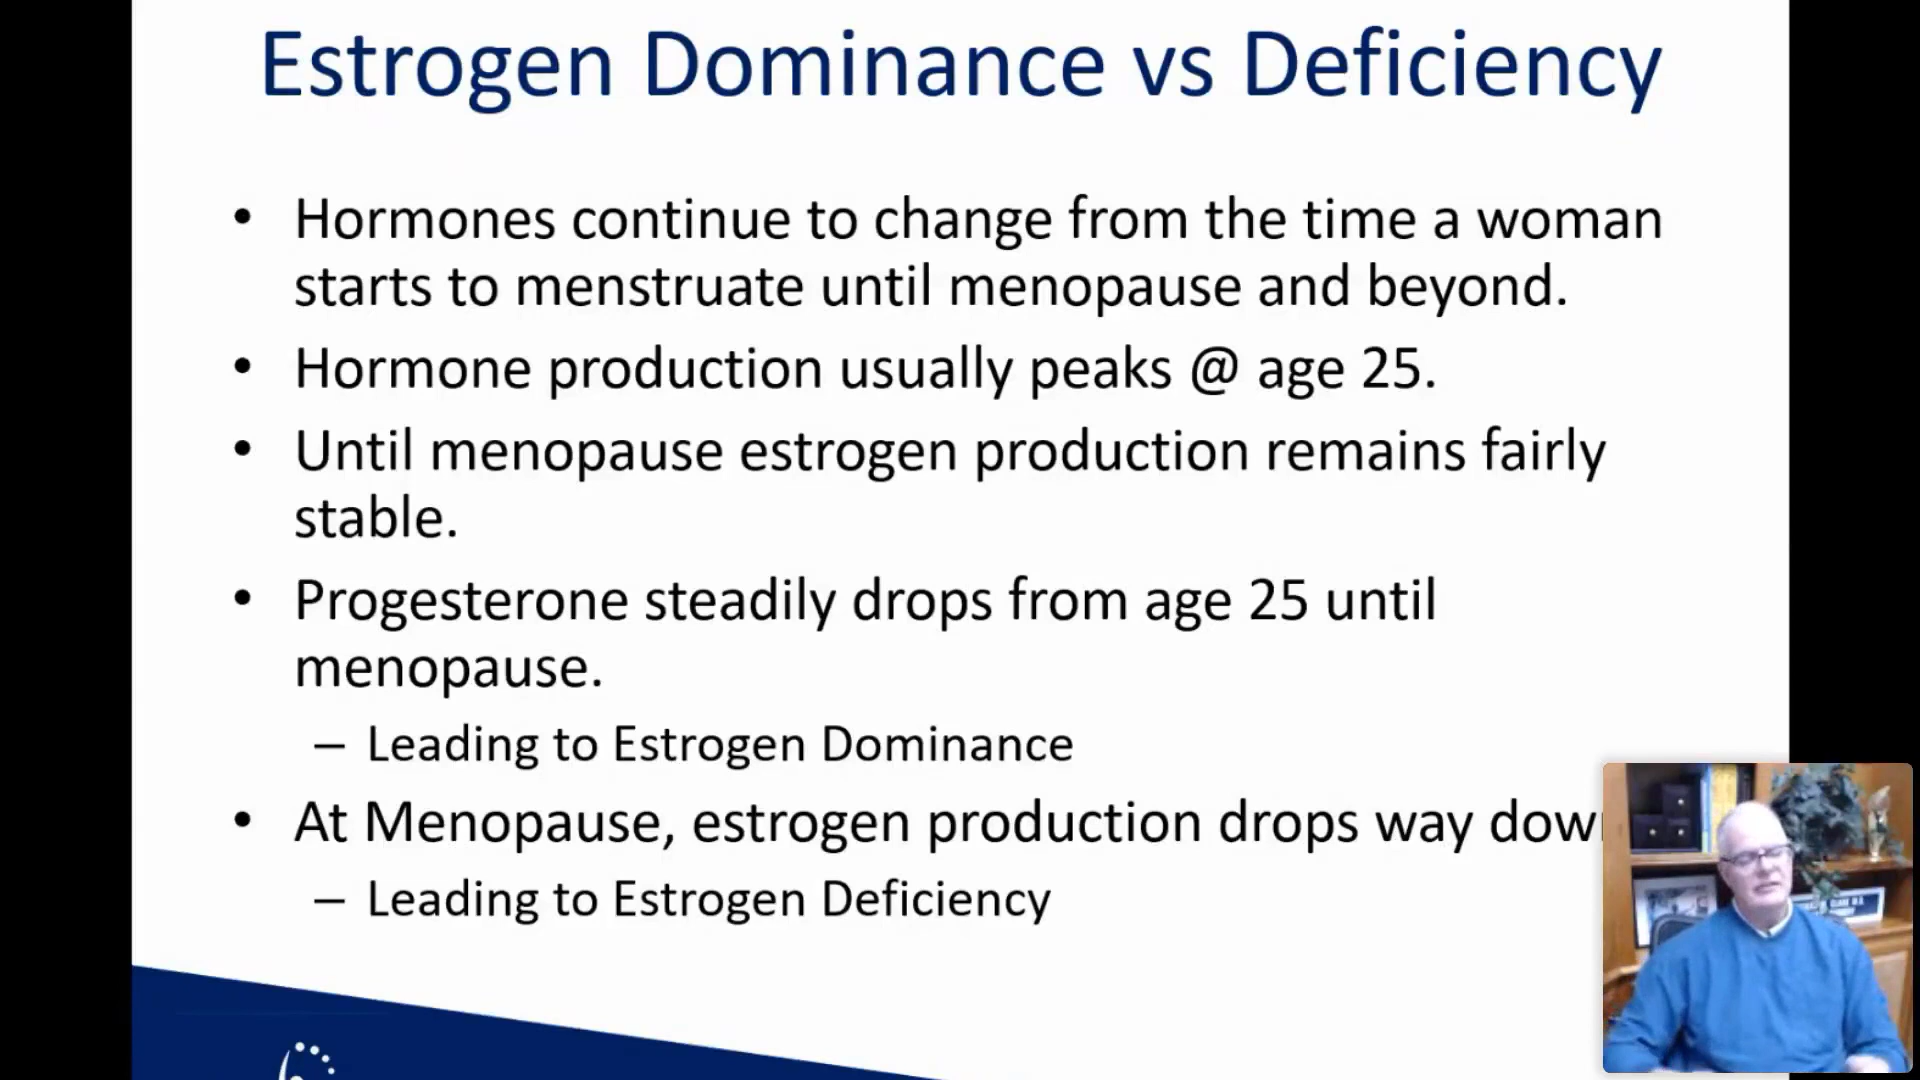 Estrogen Dominance vs Deficiency
• Hormones continue to change from the time a woman
starts to menstruate until menopause and beyond.
• Hormone production usually peaks @ age 25.
• Until menopause estrogen production remains fairly
stable.
• Progesterone steadily drops from age 25 until
menopause.
– Leading to Estrogen Dominance
• At Menopause, estrogen production drops way down
– Leading to Estrogen Deficiency